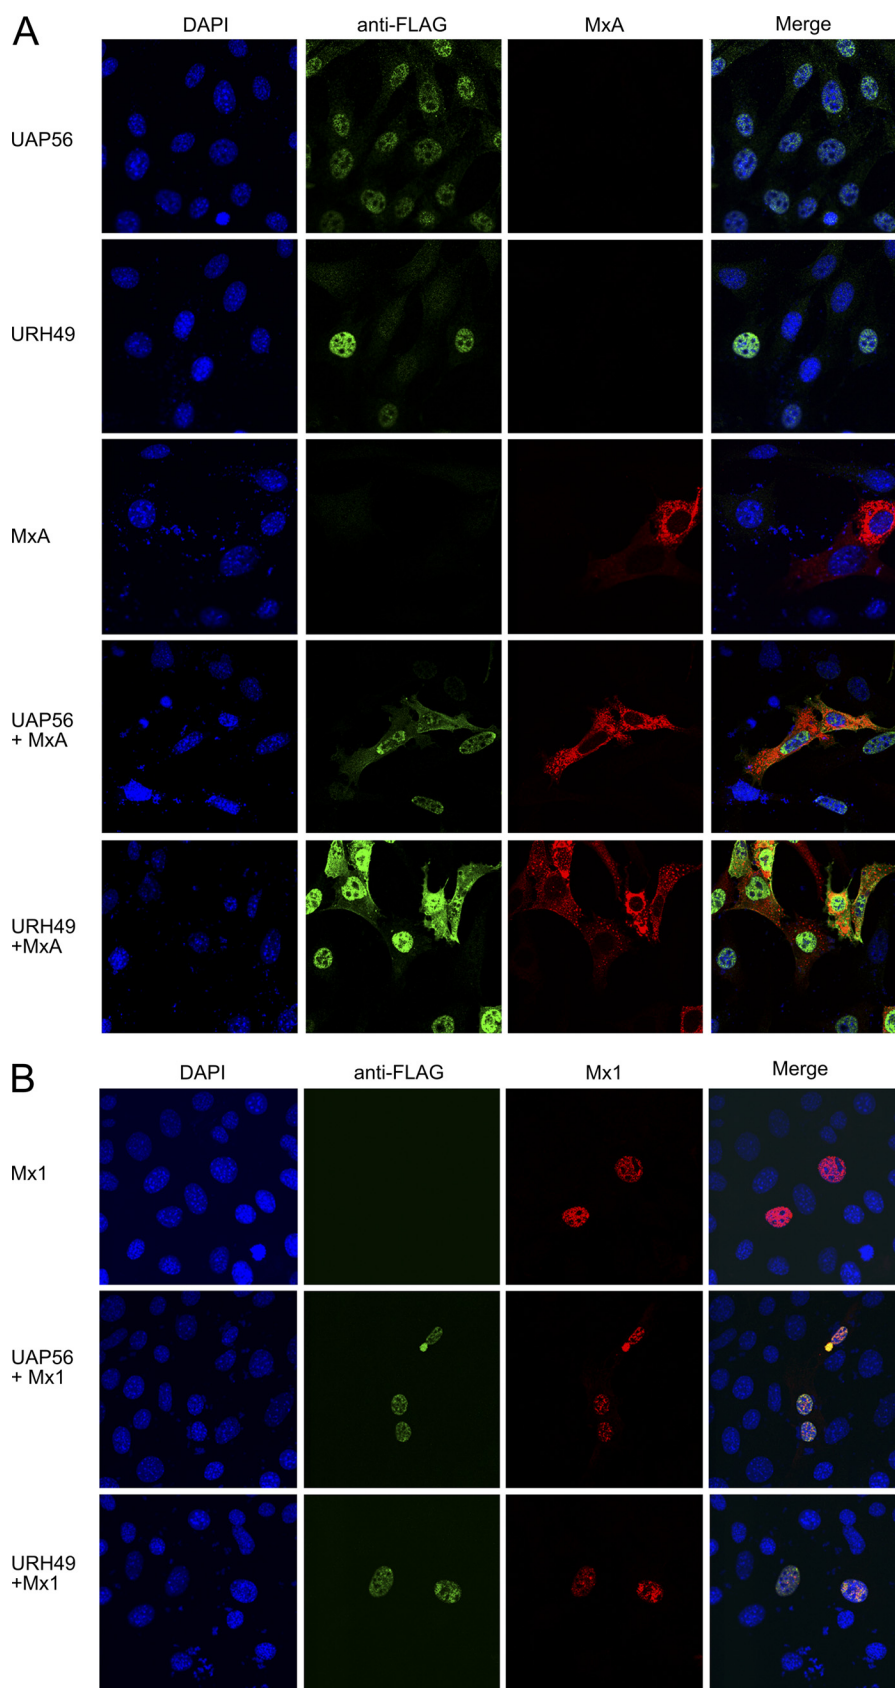 A
DAPI anti-FLAG MxA Merge
UAP56
URH49
MxA
UAP56
+ MxA
URH49
+MxA
B
DAPI anti-FLAG Mx1 Merge
Mx1
UAP56
+ Mx1
URH49
+Mx1